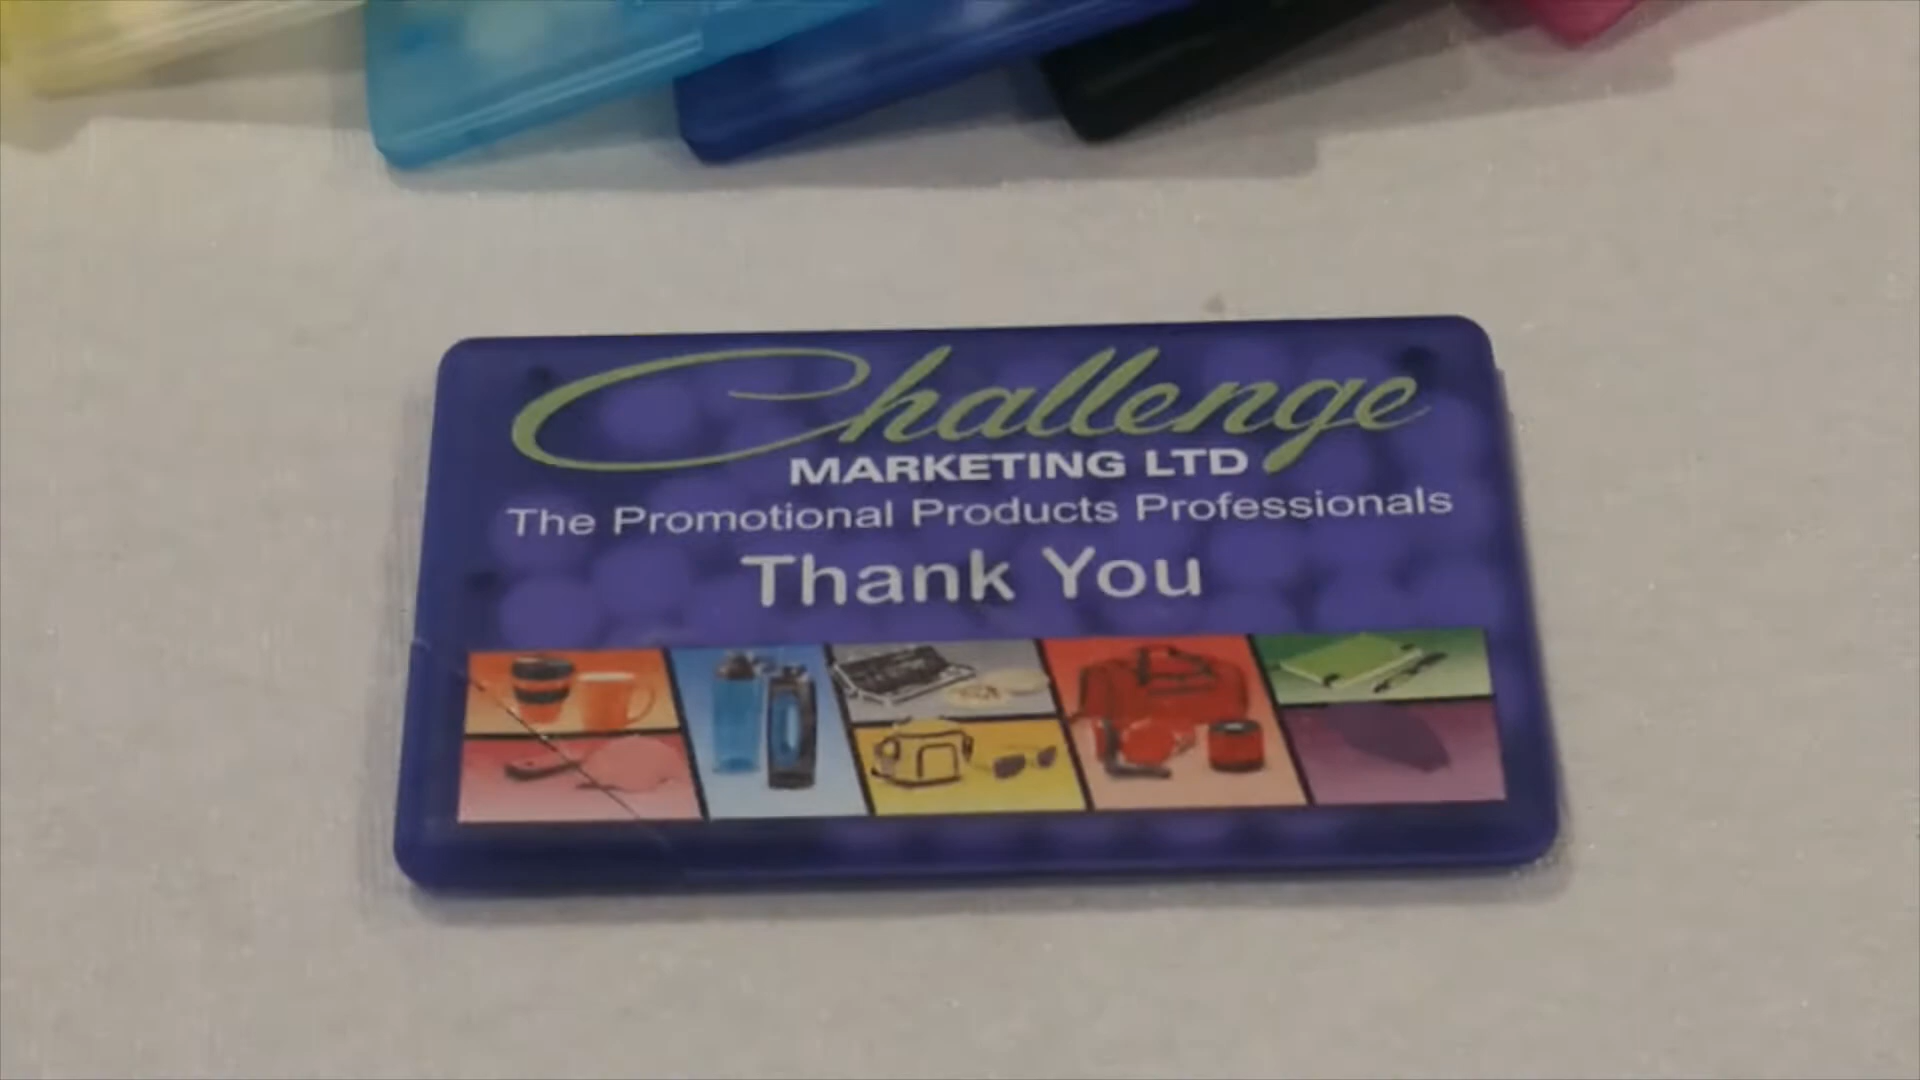 Challenge
MARKETING LTD
The Promotional Products Professionals
Thank You